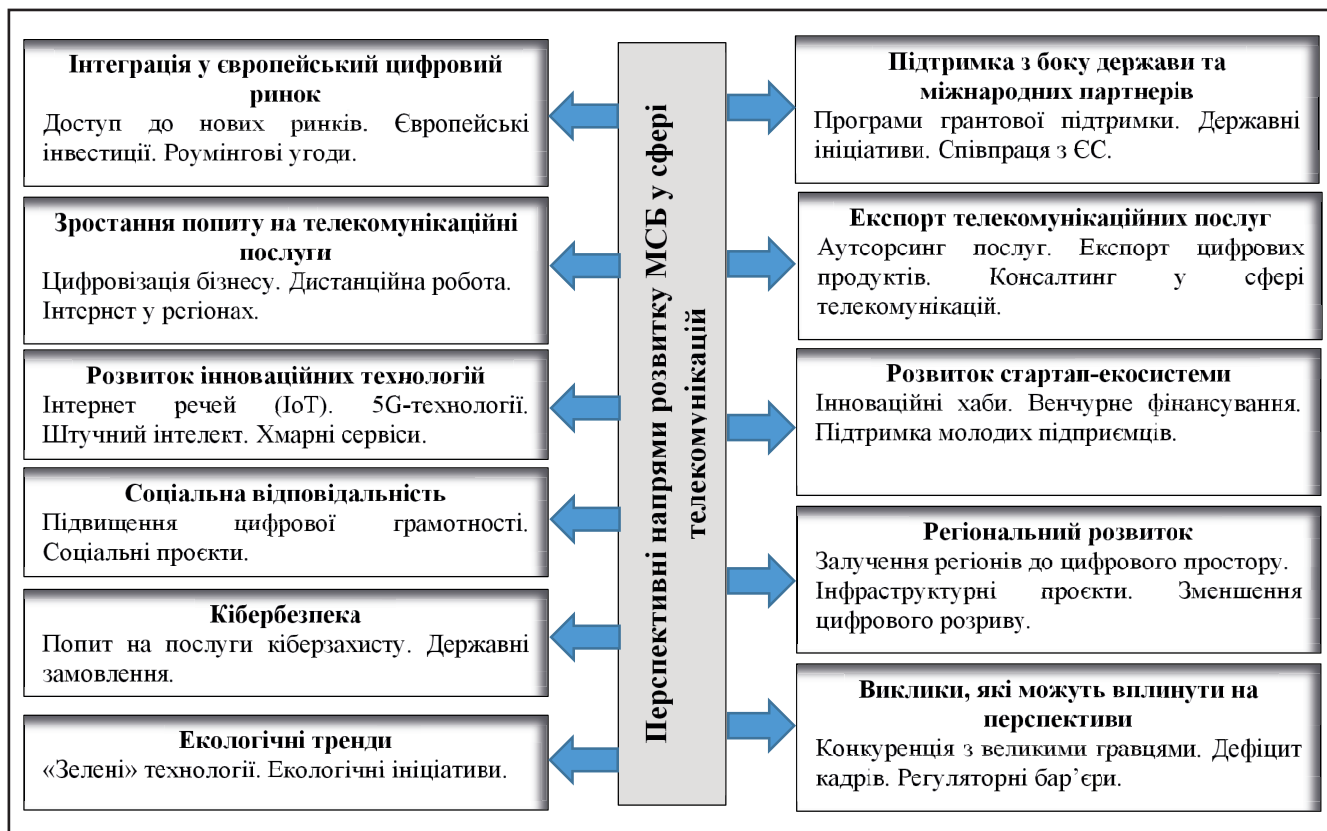 Інтеграція у європейський цифровий
ринок
Доступ до нових ринків. Європейські
інвестиції. Роумінгові угоди.
Зростання попиту на телекомунікаційні
послуги
Цифровізація бізнесу. Дистанційна робота.
Інтернет у регіонах.
Розвиток інноваційних технологій
Інтернет речей (IoT). 5G-технології.
Штучний інтелект. Хмарні сервіси.
Соціальна відповідальність
Підвищення цифрової грамотності.
Соціальні проєкти.
Кібербезпека
Попит на послуги кіберзахисту. Державні
замовлення.
Екологічні тренди
«Зелені» технології. Екологічні ініціативи.
Перспективні напрями розвитку МСБ у сфері
телекомунікацій
Підтримка з боку держави та
міжнародних партнерів
Програми грантової підтримки. Державні
ініціативи. Співпраця з ЄС.
Експорт телекомунікаційних послуг
Аутсорсинг послуг. Експорт цифрових
продуктів. Консалтинг у сфері
телекомунікацій.
Розвиток стартап-екосистеми
Інноваційні хаби. Венчурне фінансування.
Підтримка молодих підприємців.
Регіональний розвиток
Залучення регіонів до цифрового простору.
Інфраструктурні проєкти. Зменшення
цифрового розриву.
Виклики, які можуть вплинути на
перспективи
Конкуренція з великими гравцями. Дефіцит
кадрів. Регуляторні бар’єри.